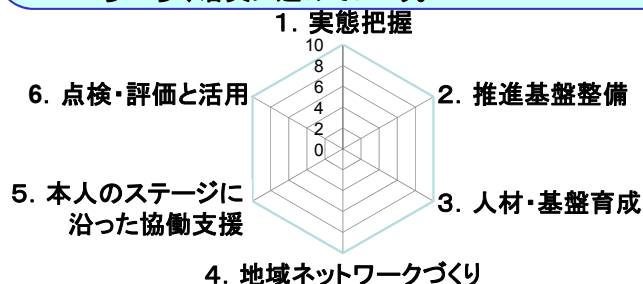 1．実態把握
10
8
6
4
2
0
2．推進基盤整備
3．人材・基盤育成
4．地域ネットワークづくり
5．本人のステージに
沿った協働支援
6．点検・評価と活用